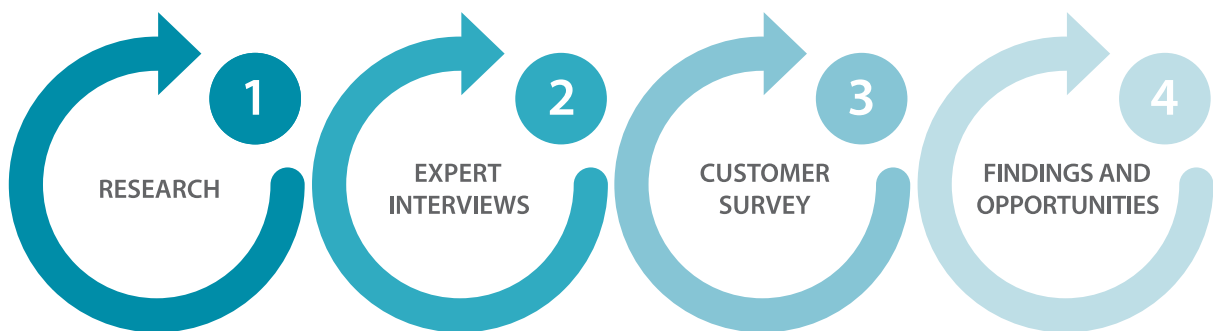 1
RESEARCH
2
EXPERT
INTERVIEWS
3
CUSTOMER
SURVEY
4
FINDINGS AND
OPPORTUNITIES